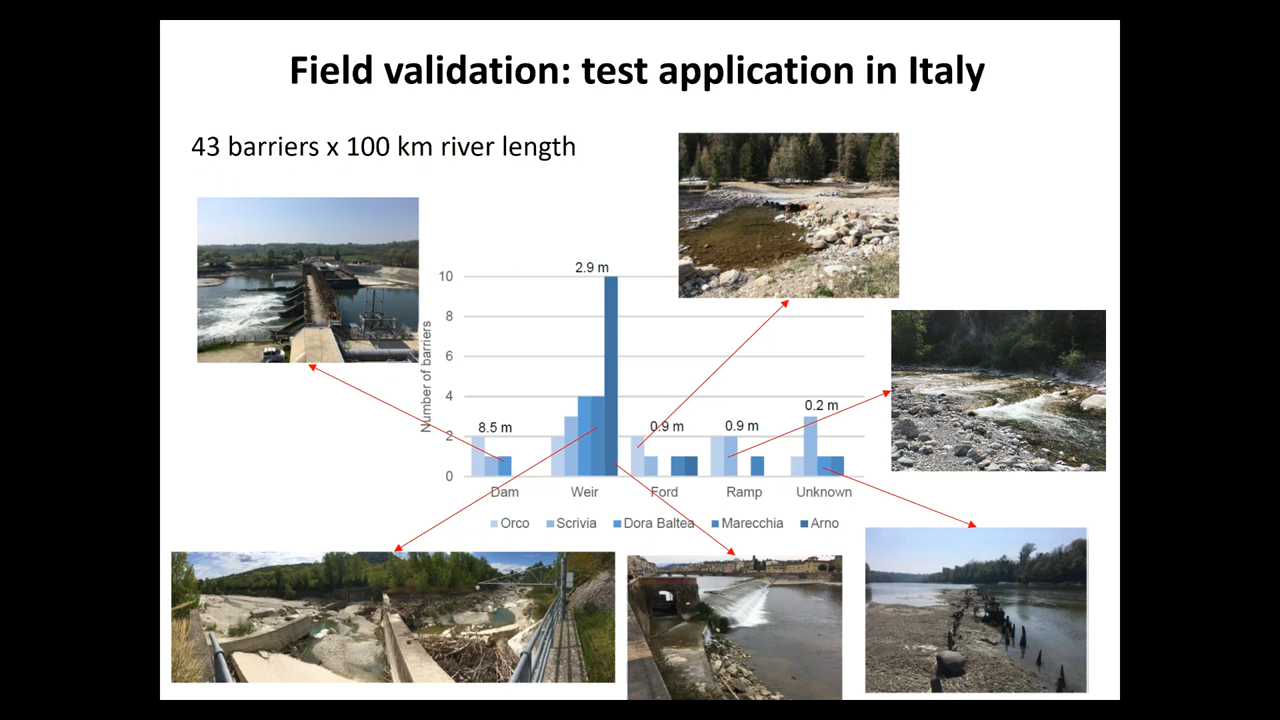 Field validation: test application in Italy
43 barriers x 100 km river length
Number of barriers
10
8
6
4
2
0
8.5 m
2.9 m
0.9 m
0.9 m
0.2 m
Dam Weir Ford Ramp Unknown
Orco Scrivia Dora Baltea Marecchia Arno